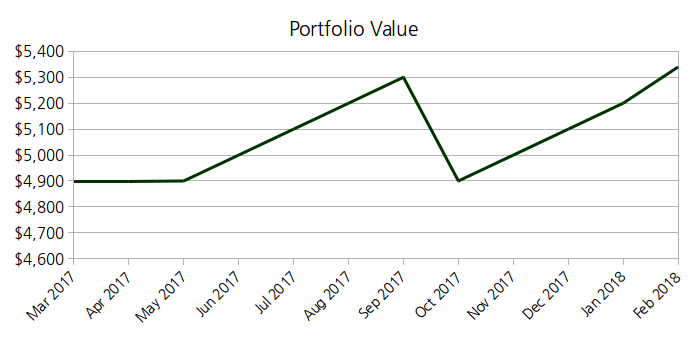 Portfolio Value
$5,400
$5,300
$5,200
$5,100
$5,000
$4,900
$4,800
$4,700
$4,600
Mar 2017
Apr 2017
May 2017
Jun 2017
Jul 2017
Aug 2017
Sep 2017
Oct 2017
Nov 2017
Dec 2017
Jan 2018
Feb 2018